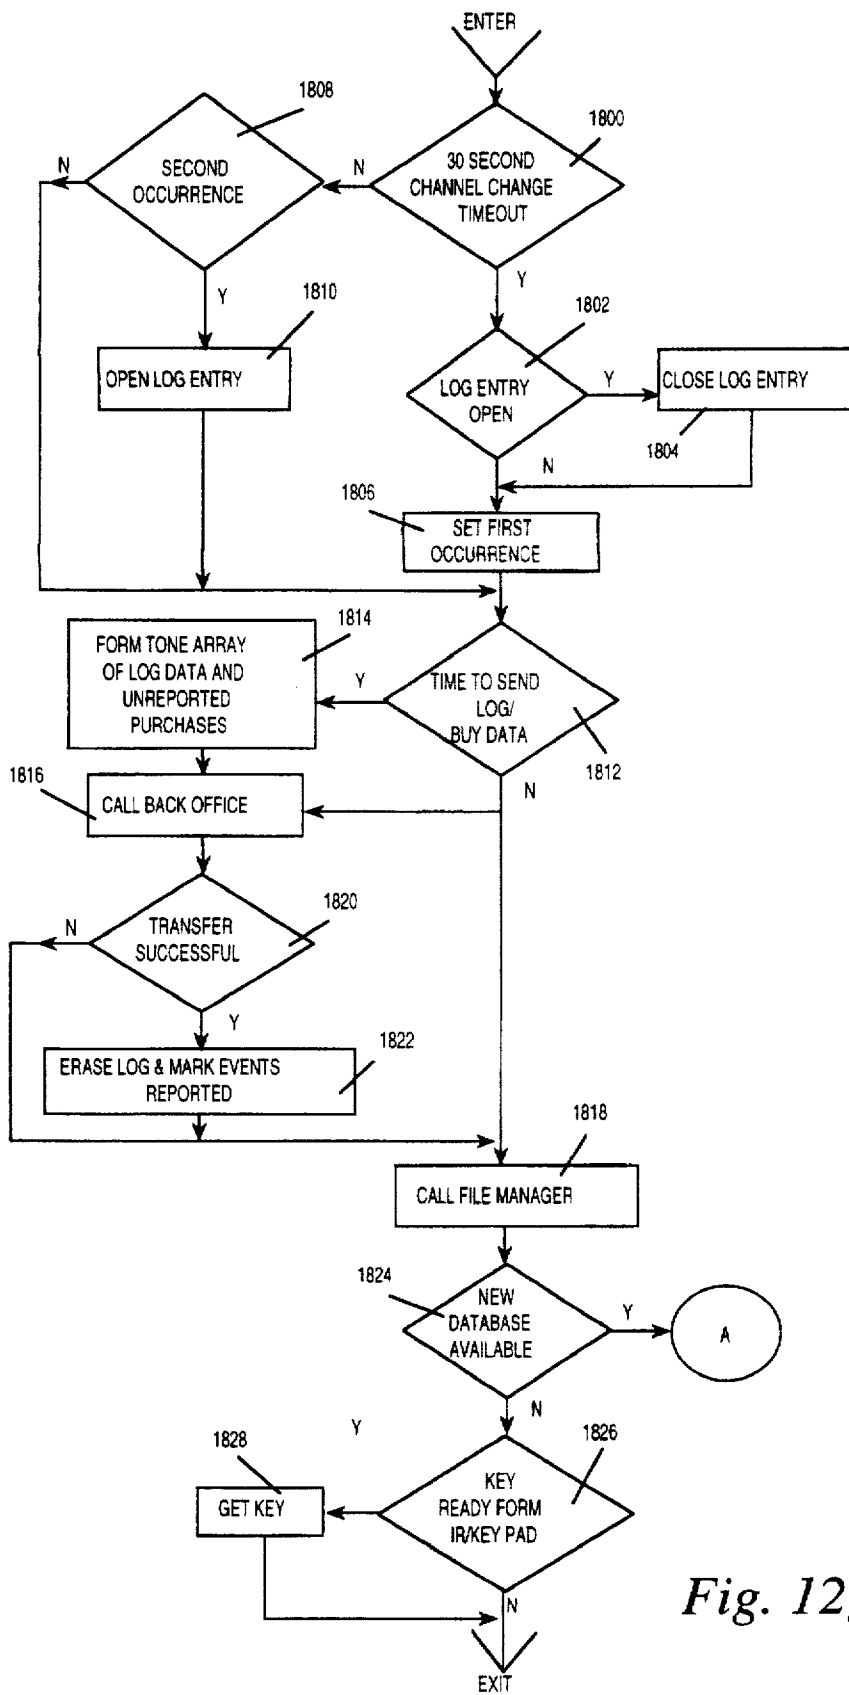 ENTER
1808
1800
N
SECOND
OCCURRENCE
N
30 SECOND
CHANNEL CHANGE
TIMEOUT
Y
Y
1810
1802
OPEN LOG ENTRY
LOG ENTRY
OPEN
Y
CLOSE LOG ENTRY
1804
N
1806
SET FIRST
OCCURRENCE
1814
FORM TONE ARRAY
OF LOG DATA AND
UNREPORTED
PURCHASES
Y
TIME TO SEND
LOG/
BUY DATA
1812
1816
N
CALL BACK OFFICE
1820
N
TRANSFER
SUCCESSFUL
Y
1822
ERASE LOG & MARK EVENTS
REPORTED
1818
CALL FILE MANAGER
1824
NEW
DATABASE
AVAILABLE
Y
A
N
Y
1828
1826
GET KEY
KEY
READY FORM
IR/KEY PAD
N
Fig. 12
EXIT